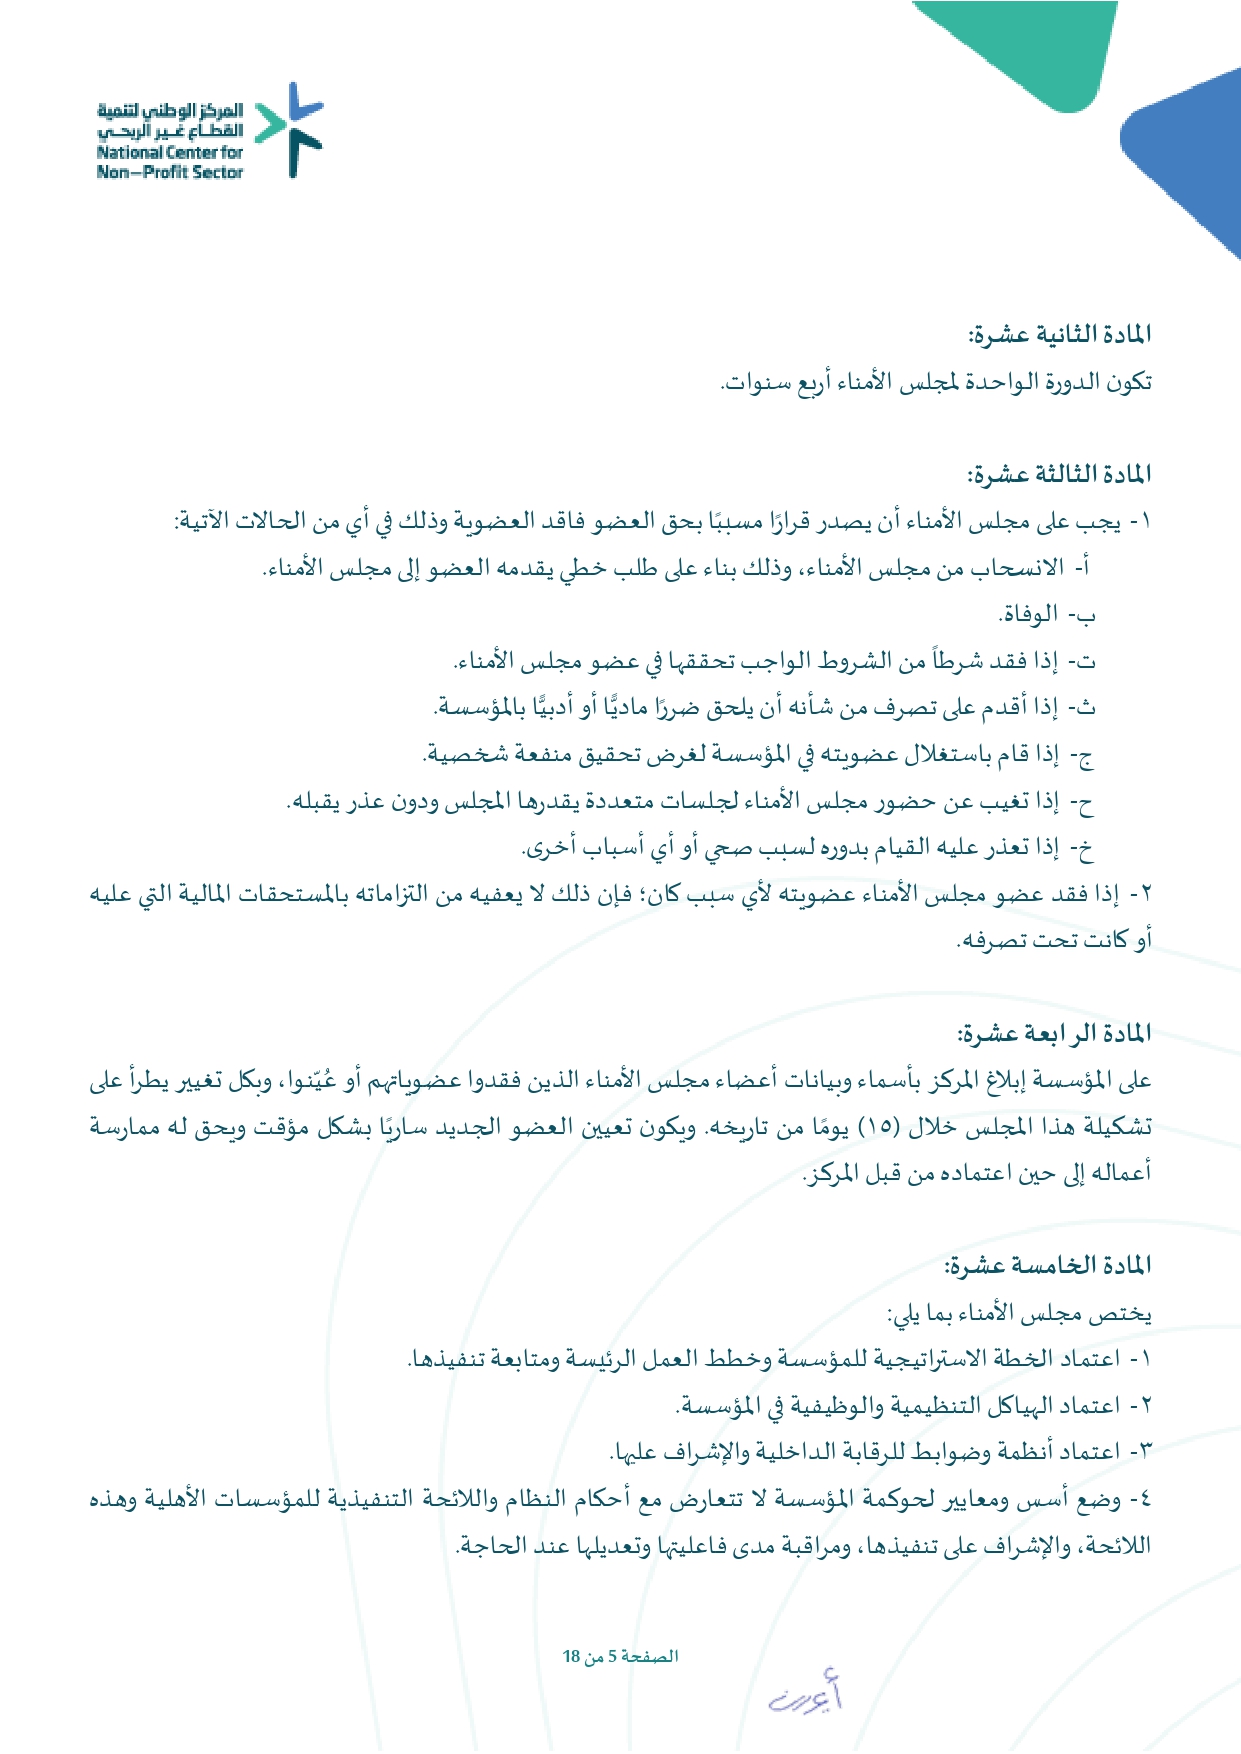 المركز الوطني لتنمية
القطاع غير الربحي
National Center for
Non-Profit Sector
المادة الثانية عشرة:
تكون الدورة الواحدة لمجلس الأمناء أربع سنوات.
المادة الثالثة عشرة:
١- يجب على مجلس الأمناء أن يصدر قرارًا مسببًا بحق العضو فاقد العضوية وذلك في أي من الحالات الآتية:
أ- الانسحاب من مجلس الأمناء، وذلك بناء على طلب خطي يقدمه العضو إلى مجلس الأمناء.
ب- الوفاة.
ت- إذا فقد شرطاً من الشروط الواجب تحققها في عضو مجلس الأمناء.
ث- إذا أقدم على تصرف من شأنه أن يلحق ضررًا ماديًّا أو أدبيًّا بالمؤسسة.
ج- إذا قام باستغلال عضويته في المؤسسة لغرض تحقيق منفعة شخصية.
ح- إذا تغيب عن حضور مجلس الأمناء لجلسات متعددة يقدرها المجلس ودون عذر يقبله.
خ- إذا تعذر عليه القيام بدوره لسبب صحي أو أي أسباب أخرى.
٢- إذا فقد عضو مجلس الأمناء عضويته لأي سبب كان؛ فإن ذلك لا يعفيه من التزاماته بالمستحقات المالية التي عليه
أو كانت تحت تصرفه.
المادة الرابعة عشرة:
على المؤسسة إبلاغ المركز بأسماء وبيانات أعضاء مجلس الأمناء الذين فقدوا عضوياتهم أو عُيّنوا، وبكل تغيير يطرأ على
تشكيلة هذا المجلس خلال (١٥) يومًا من تاريخه. ويكون تعيين العضو الجديد ساريًا بشكل مؤقت ويحق له ممارسة
أعماله إلى حين اعتماده من قبل المركز.
المادة الخامسة عشرة:
يختص مجلس الأمناء بما يلي:
١- اعتماد الخطة الاستراتيجية للمؤسسة وخطط العمل الرئيسة ومتابعة تنفيذها.
٢- اعتماد الهياكل التنظيمية والوظيفية في المؤسسة.
٣- اعتماد أنظمة وضوابط للرقابة الداخلية والإشراف عليها.
٤- وضع أسس ومعايير لحوكمة المؤسسة لا تتعارض مع أحكام النظام واللائحة التنفيذية للمؤسسات الأهلية وهذه
اللائحة، والإشراف على تنفيذها، ومراقبة مدى فاعليتها وتعديلها عند الحاجة.
الصفحة 5 من 18